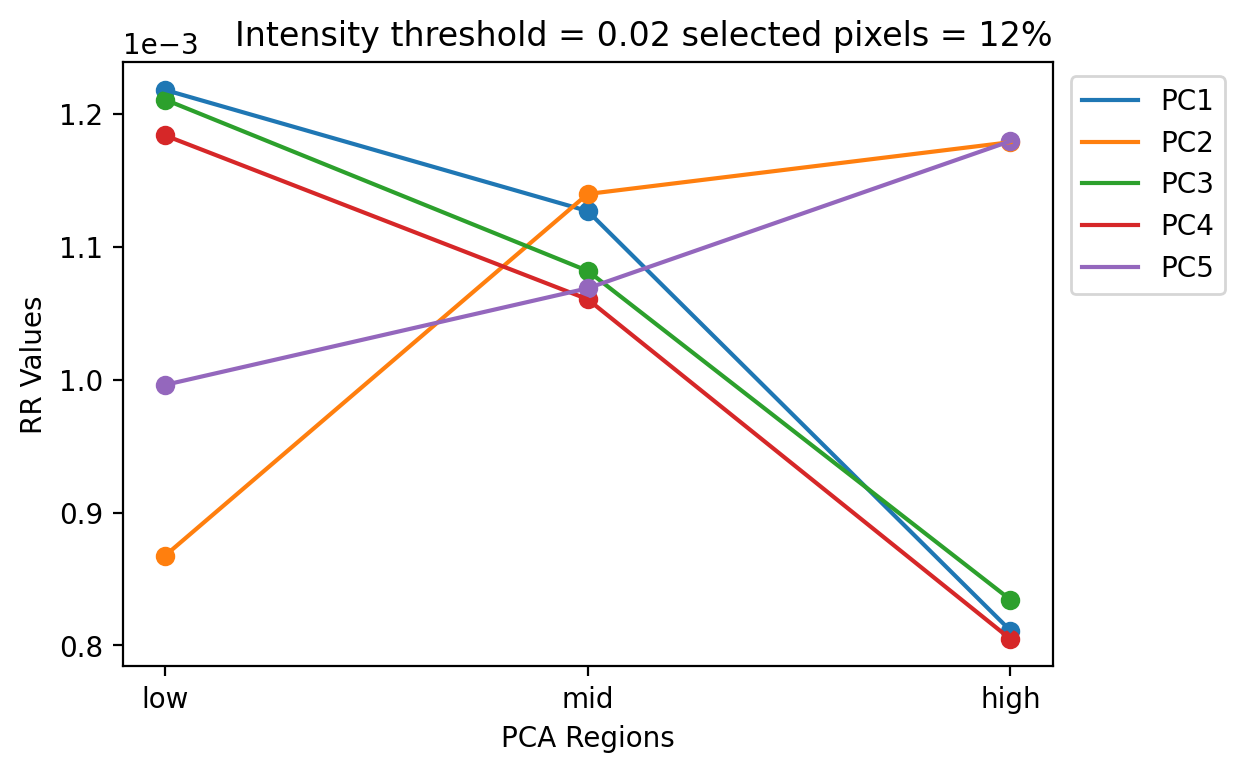 Intensity threshold = 0.02 selected pixels = 12%
1e−3
1.2
1.1
1.0
0.9
0.8
RR Values
low
mid
high
PCA Regions
PC1
PC2
PC3
PC4
PC5